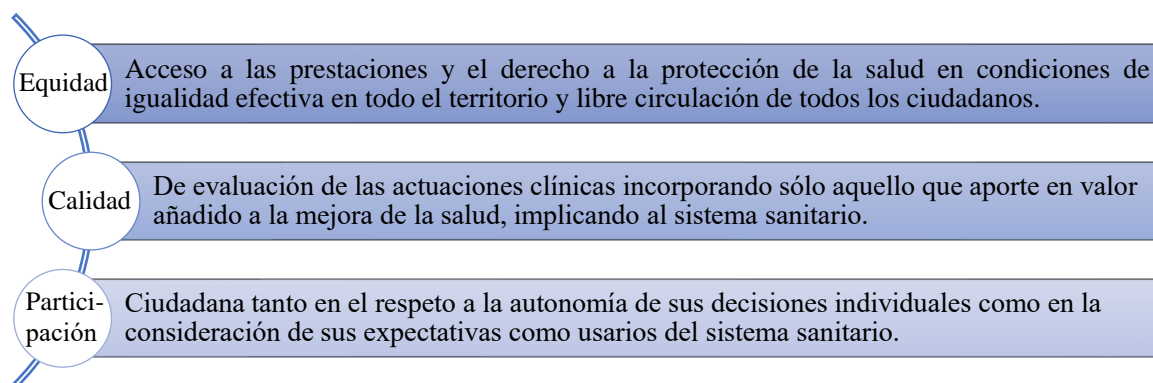 Equidad
Acceso a las prestaciones y el derecho a la protección de la salud en condiciones de
igualdad efectiva en todo el territorio y libre circulación de todos los ciudadanos.
Calidad
De evaluación de las actuaciones clínicas incorporando sólo aquello que aporte en valor
añadido a la mejora de la salud, implicando al sistema sanitario.
Partici-
pación
Ciudadana tanto en el respeto a la autonomía de sus decisiones individuales como en la
consideración de sus expectativas como usarios del sistema sanitario.